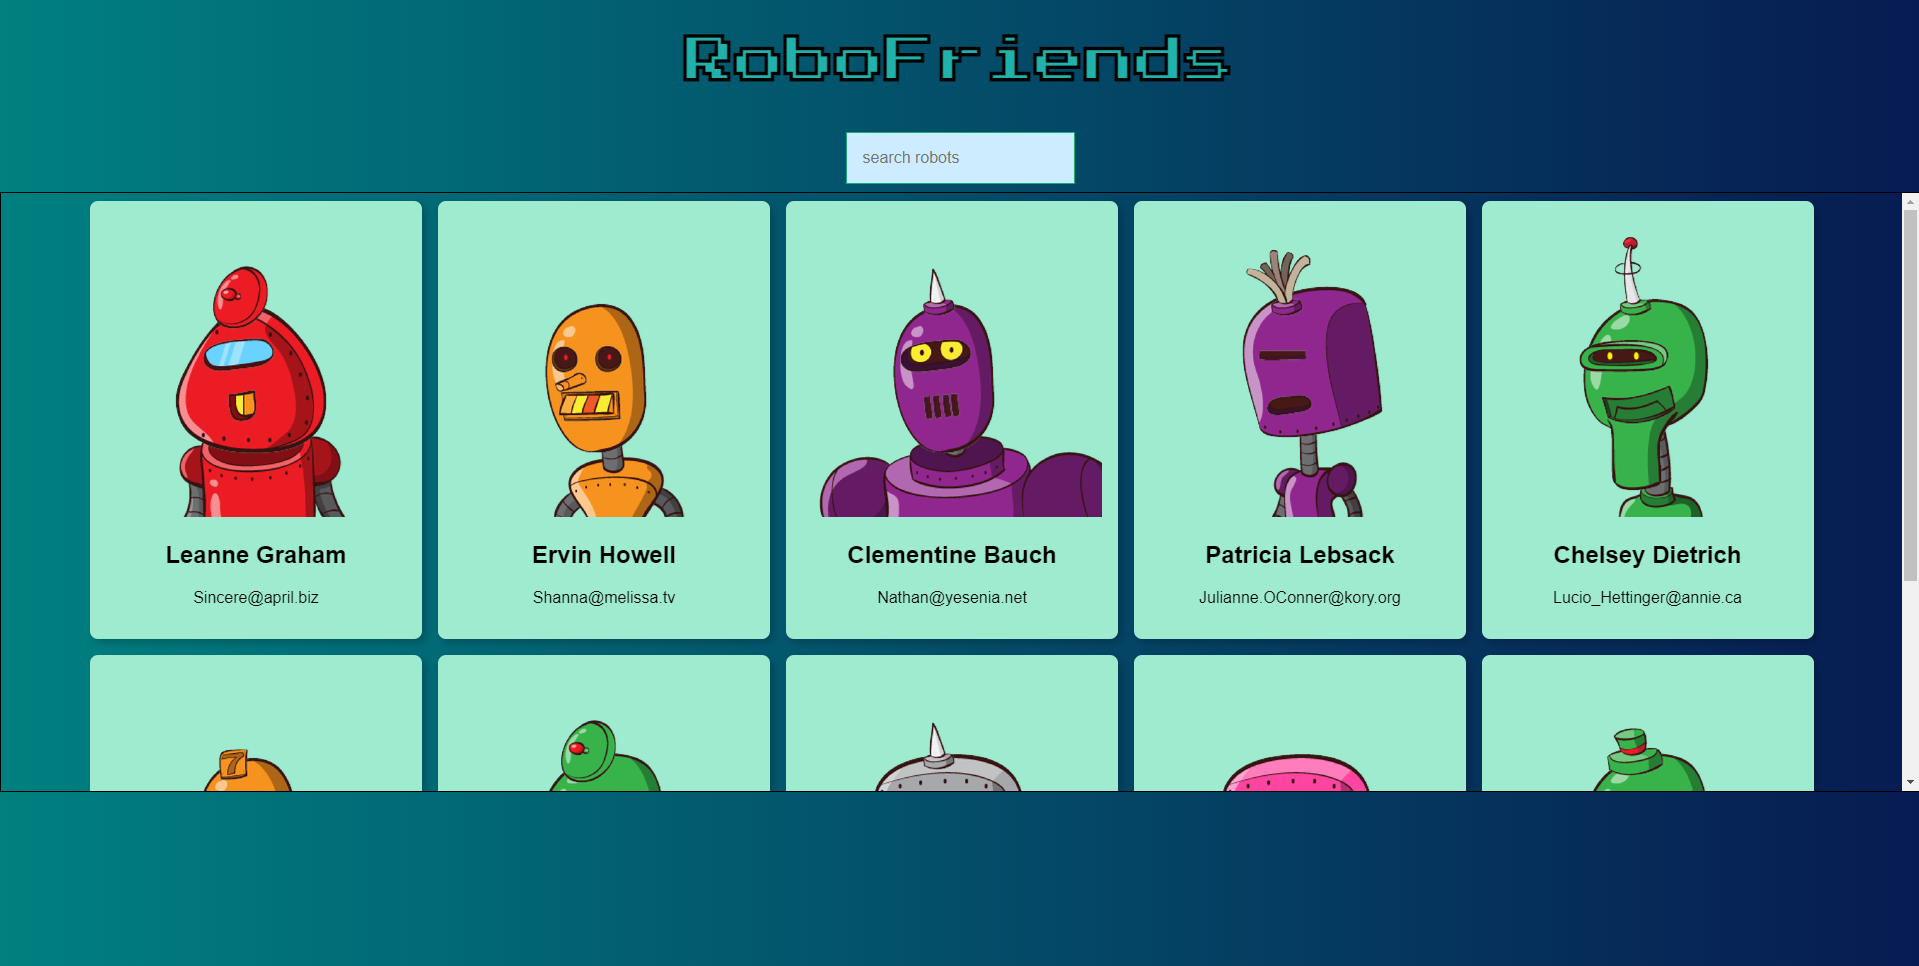 RoboFriends
search robots
Leanne Graham
Sincere@april.biz
Ervin Howell
Shanna@melissa.tv
Clementine Bauch
Nathan@yesenia.net
Patricia Lebsack
Julianne.OConner@kory.org
Chelsey Dietrich
Lucio_Hettinger@annie.ca
7